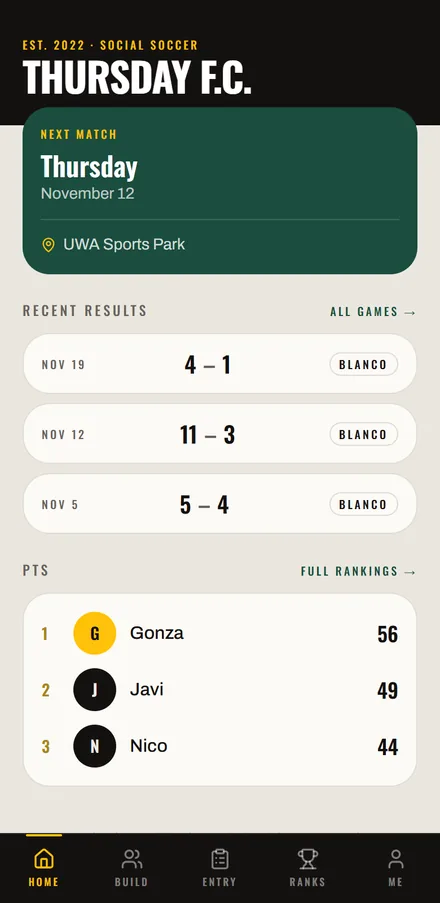 EST. 2022 · SOCIAL SOCCER
THURSDAY F.C.
NEXT MATCH
Thursday
November 12
UWA Sports Park
RECENT RESULTS
ALL GAMES →
NOV 19 4 – 1 BLANCO
NOV 12 11 – 3 BLANCO
NOV 5 5 – 4 BLANCO
PTS
FULL RANKINGS →
1 G Gonza 56
2 J Javi 49
3 N Nico 44
HOME BUILD ENTRY RANKS ME